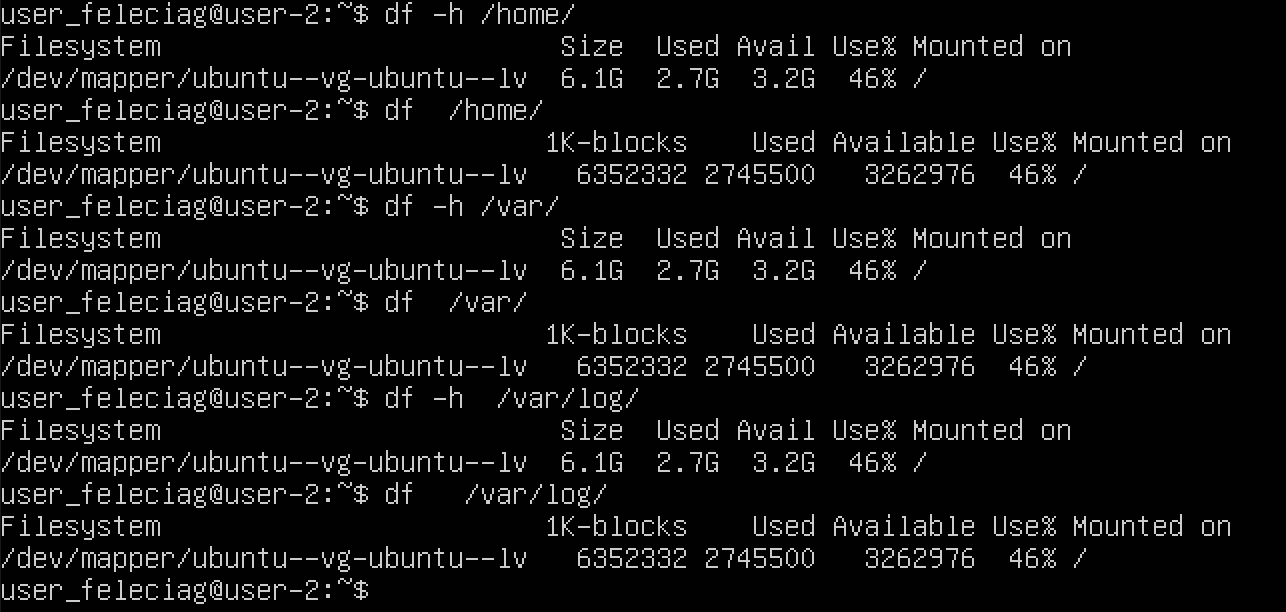 user_feleciag@user-2:~$ df -h /home/
Filesystem                         Size  Used Avail Use% Mounted on
/dev/mapper/ubuntu--vg-ubuntu--lv  6.1G  2.7G  3.2G  46% /
user_feleciag@user-2:~$ df  /home/
Filesystem                        1K-blocks    Used Available Use% Mounted on
/dev/mapper/ubuntu--vg-ubuntu--lv   6352332 2745500   3262976  46% /
user_feleciag@user-2:~$ df -h /var/
Filesystem                         Size  Used Avail Use% Mounted on
/dev/mapper/ubuntu--vg-ubuntu--lv  6.1G  2.7G  3.2G  46% /
user_feleciag@user-2:~$ df  /var/
Filesystem                        1K-blocks    Used Available Use% Mounted on
/dev/mapper/ubuntu--vg-ubuntu--lv   6352332 2745500   3262976  46% /
user_feleciag@user-2:~$ df -h  /var/log/
Filesystem                         Size  Used Avail Use% Mounted on
/dev/mapper/ubuntu--vg-ubuntu--lv  6.1G  2.7G  3.2G  46% /
user_feleciag@user-2:~$ df   /var/log/
Filesystem                        1K-blocks    Used Available Use% Mounted on
/dev/mapper/ubuntu--vg-ubuntu--lv   6352332 2745500   3262976  46% /
user_feleciag@user-2:~$